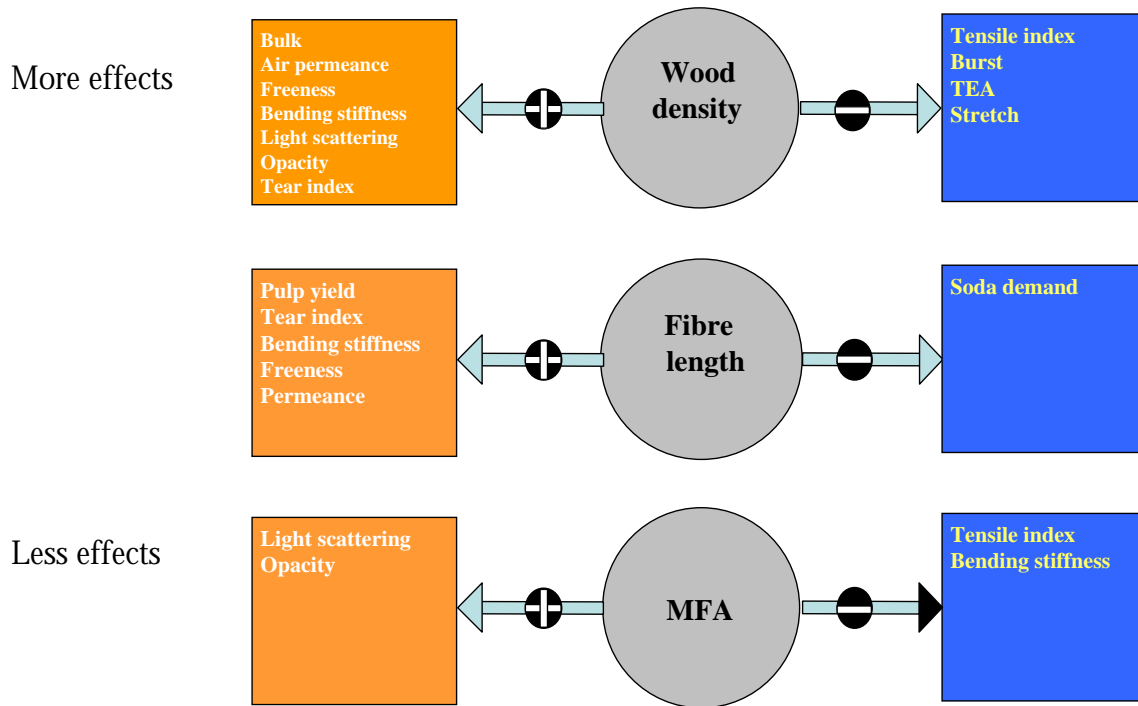 More effects
Bulk
Air permeance
Freeness
Bending stiffness
Light scattering
Opacity
Tear index
Wood
density
Tensile index
Burst
TEA
Stretch
Pulp yield
Tear index
Bending stiffness
Freeness
Permeance
Fibre
length
Soda demand
Less effects
Light scattering
Opacity
MFA
Tensile index
Bending stiffness